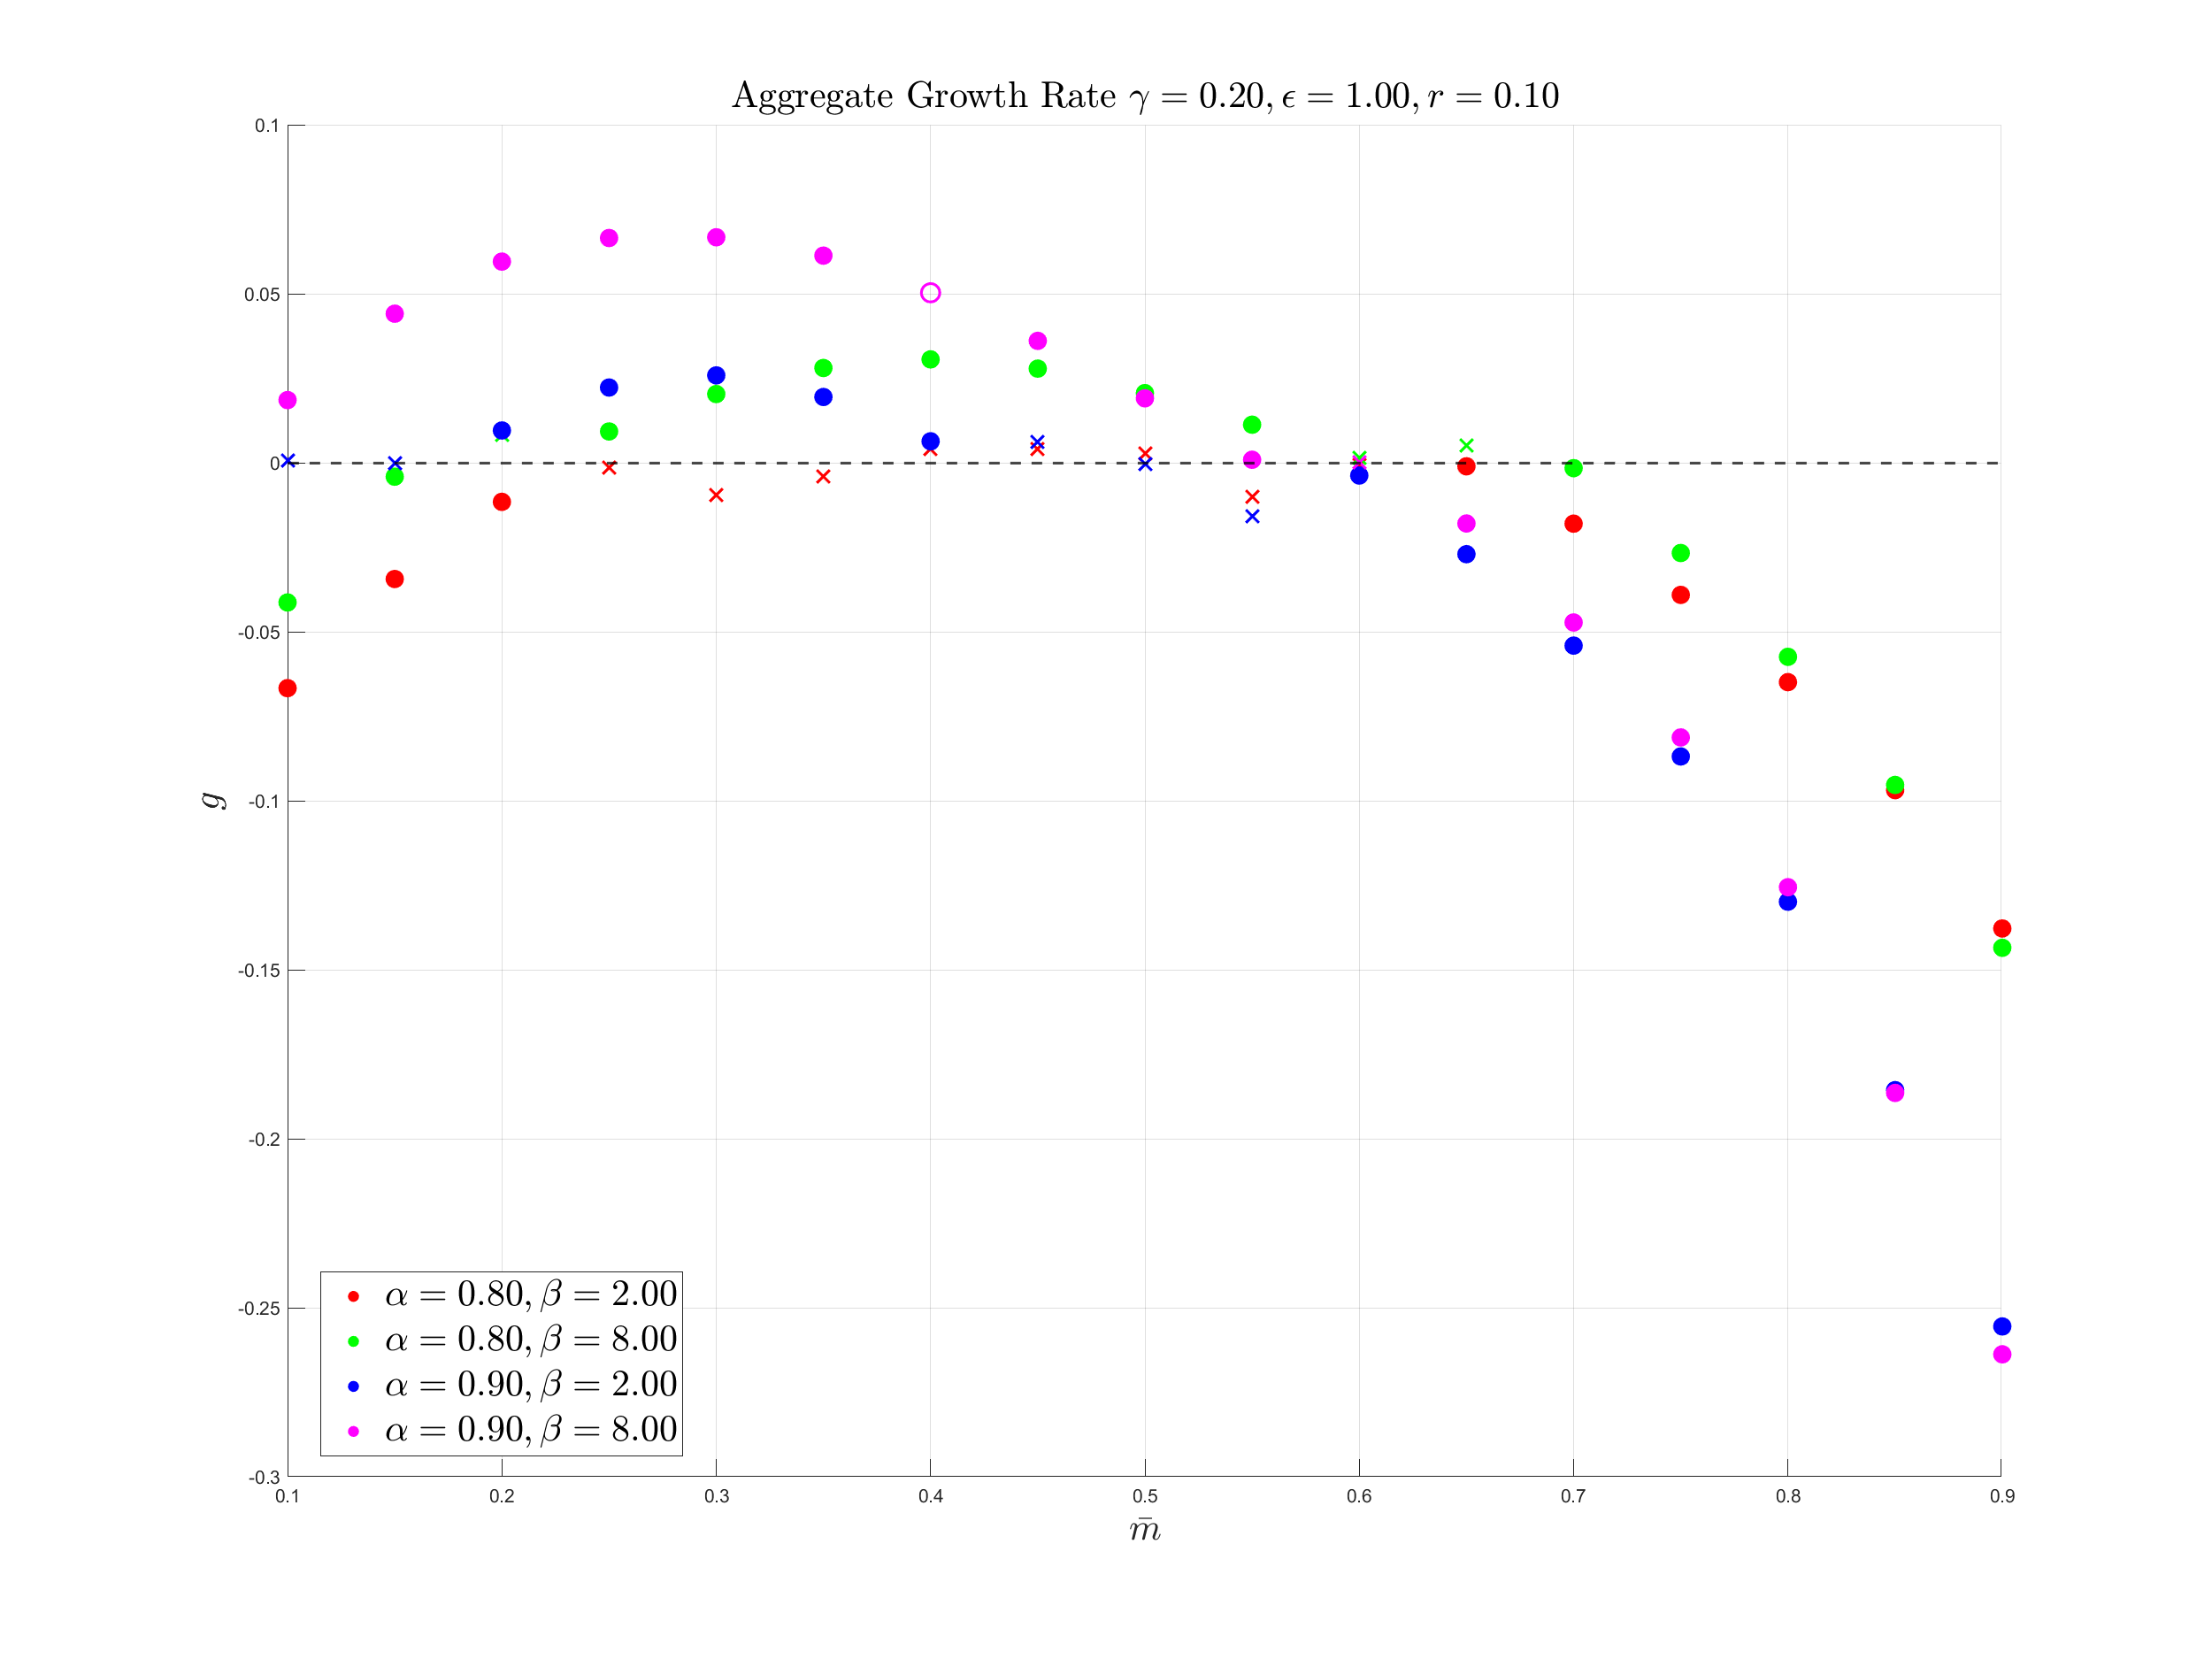 Aggregate Growth Rate γ = 0.20, ϵ = 1.00, r = 0.10
0.1
0.05
0
-0.05
-0.1
-0.15
-0.2
-0.25
-0.3
g
α = 0.80, β = 2.00
α = 0.80, β = 8.00
α = 0.90, β = 2.00
α = 0.90, β = 8.00
0.1 0.2 0.3 0.4 0.5 0.6 0.7 0.8 0.9
m̄